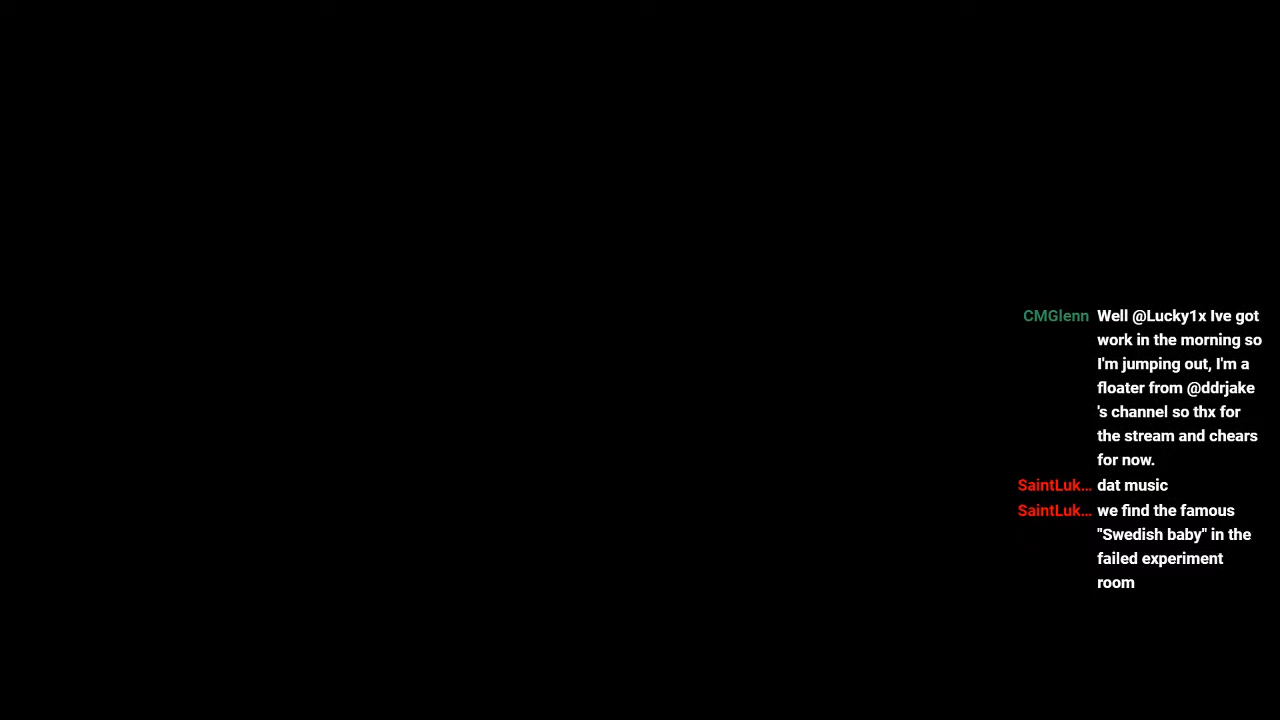 CMGlenn Well @Lucky1x Ive got
work in the morning so
I'm jumping out, I'm a
floater from @ddrjake
's channel so thx for
the stream and chears
for now.
SaintLuk... dat music
SaintLuk... we find the famous
"Swedish baby" in the
failed experiment
room